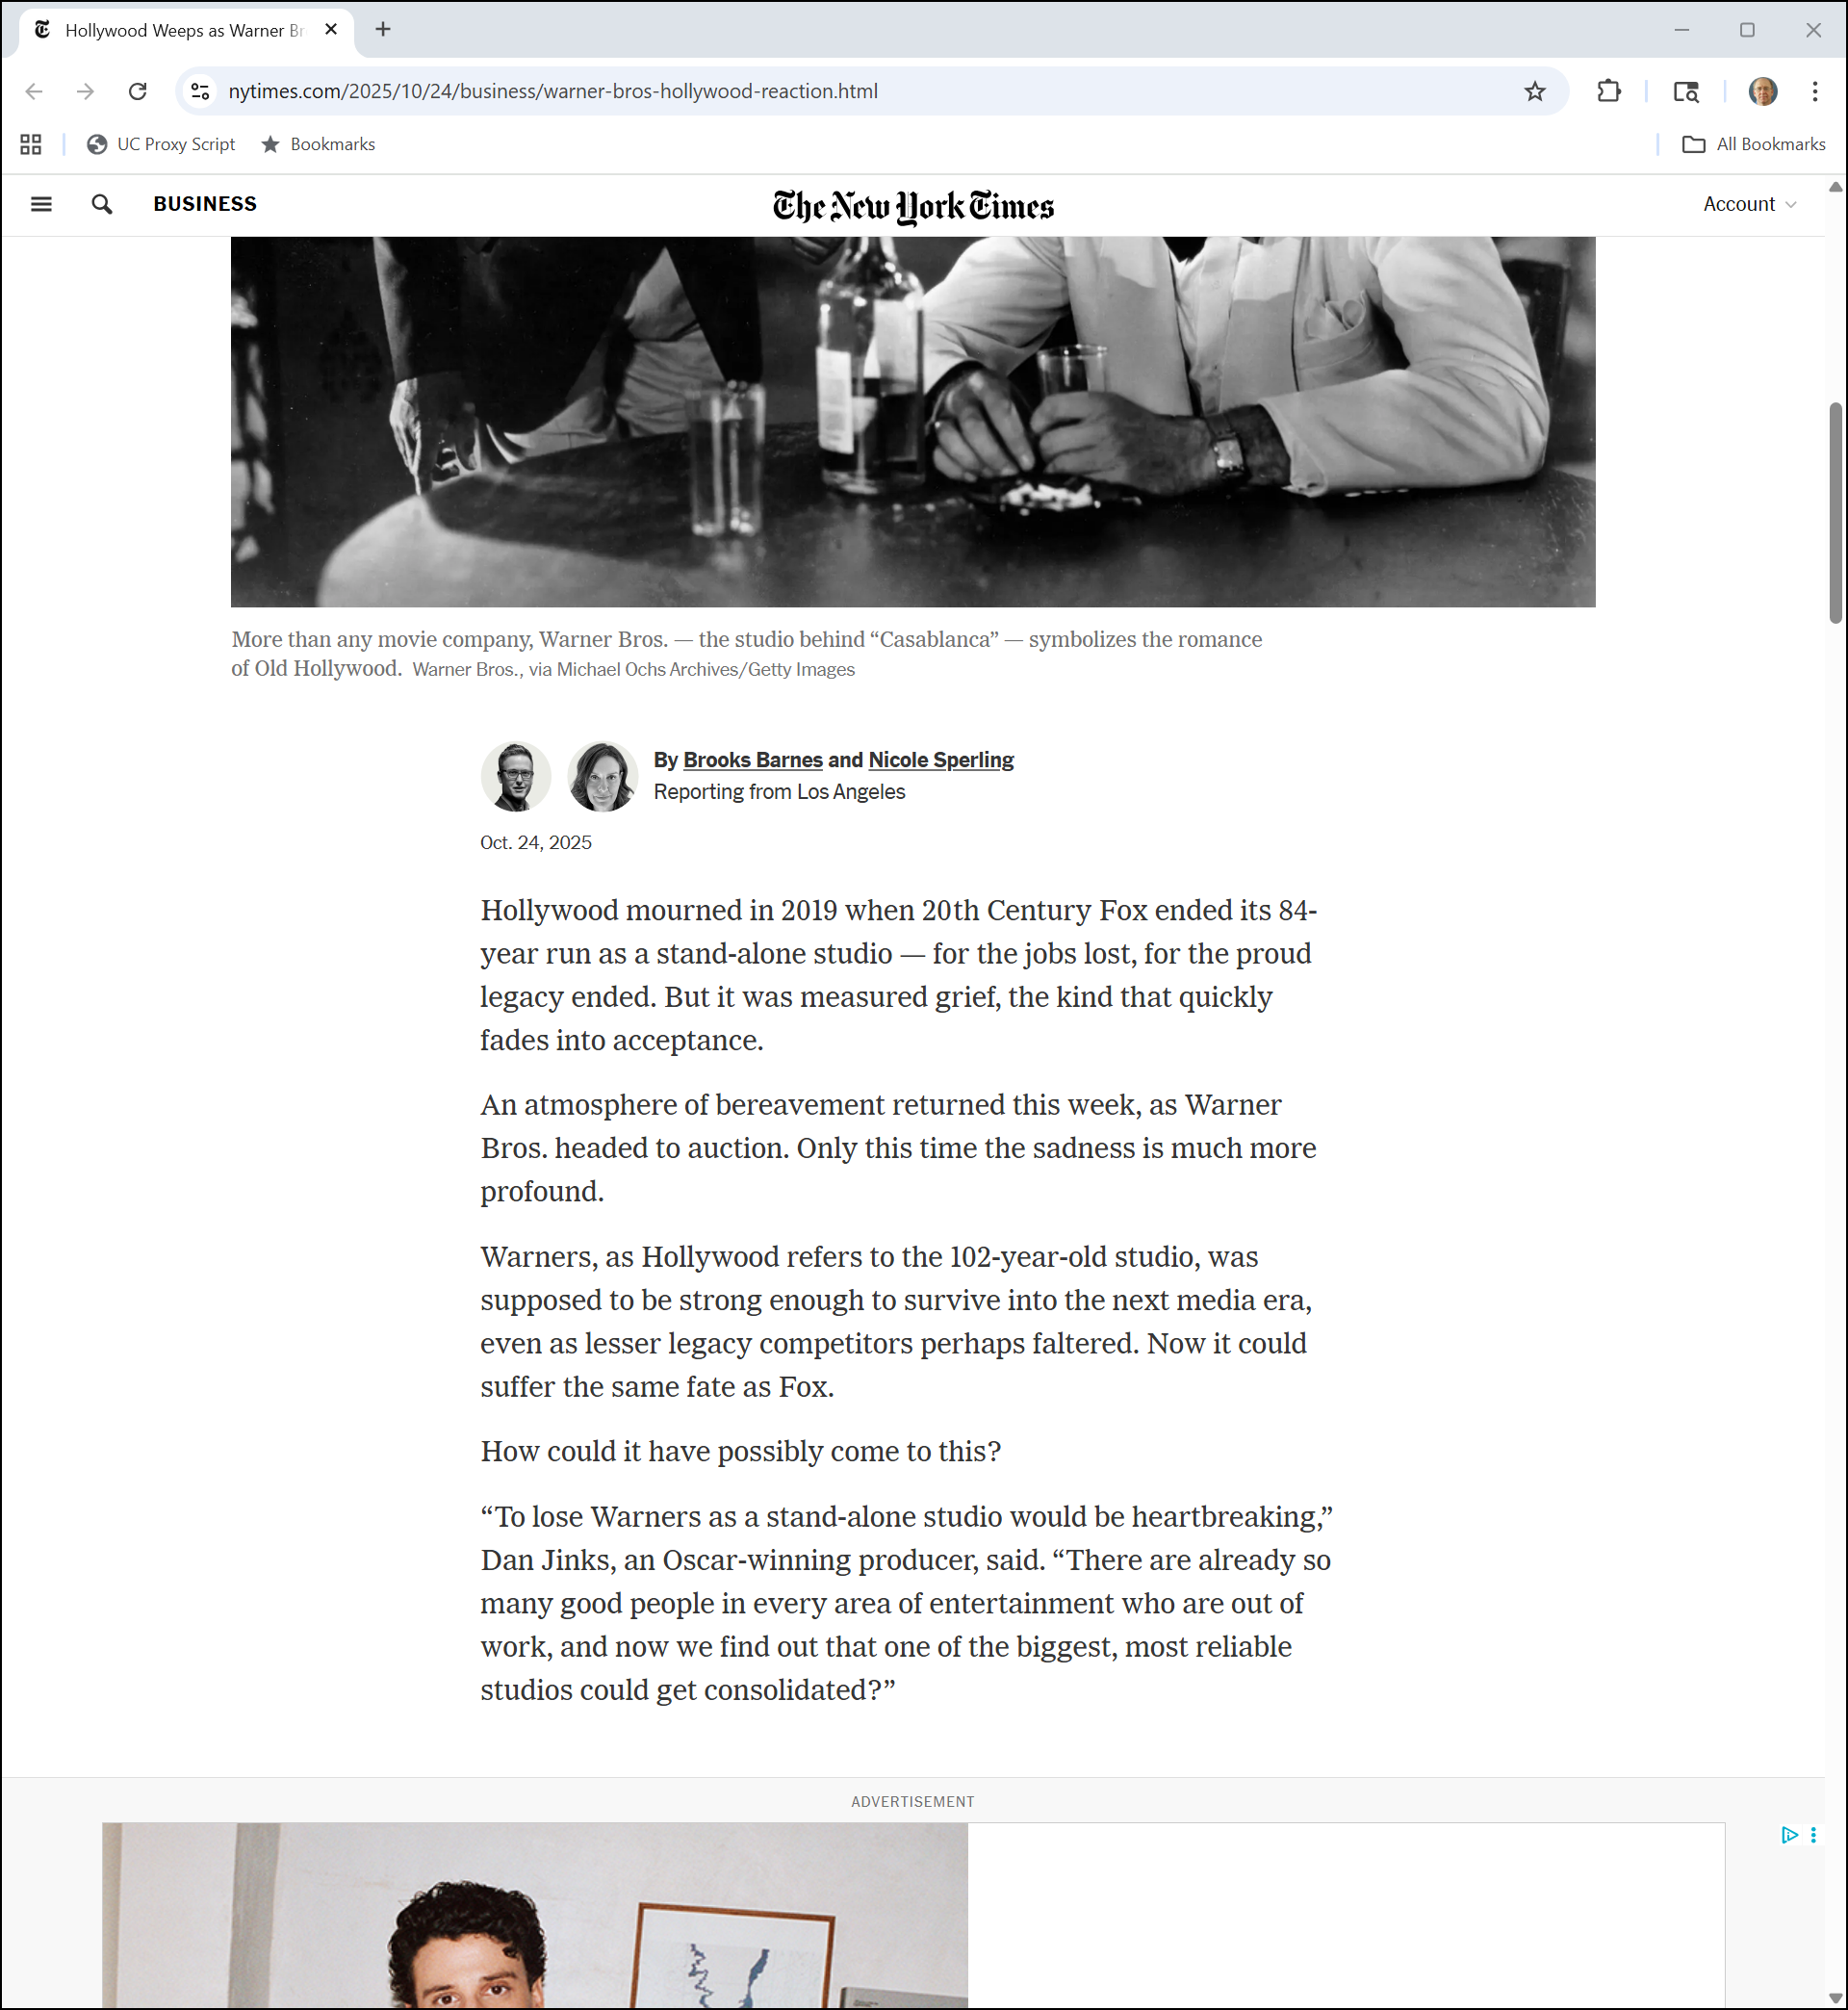 Hollywood Weeps as Warner Br
nytimes.com/2025/10/24/business/warner-bros-hollywood-reaction.html
UC Proxy Script
Bookmarks
All Bookmarks
BUSINESS
The New York Times
Account
More than any movie company, Warner Bros. — the studio behind “Casablanca” — symbolizes the romance
of Old Hollywood. Warner Bros., via Michael Ochs Archives/Getty Images
By Brooks Barnes and Nicole Sperling
Reporting from Los Angeles
Oct. 24, 2025
Hollywood mourned in 2019 when 20th Century Fox ended its 84-
year run as a stand-alone studio — for the jobs lost, for the proud
legacy ended. But it was measured grief, the kind that quickly
fades into acceptance.
An atmosphere of bereavement returned this week, as Warner
Bros. headed to auction. Only this time the sadness is much more
profound.
Warners, as Hollywood refers to the 102-year-old studio, was
supposed to be strong enough to survive into the next media era,
even as lesser legacy competitors perhaps faltered. Now it could
suffer the same fate as Fox.
How could it have possibly come to this?
“To lose Warners as a stand-alone studio would be heartbreaking,”
Dan Jinks, an Oscar-winning producer, said. “There are already so
many good people in every area of entertainment who are out of
work, and now we find out that one of the biggest, most reliable
studios could get consolidated?”
ADVERTISEMENT